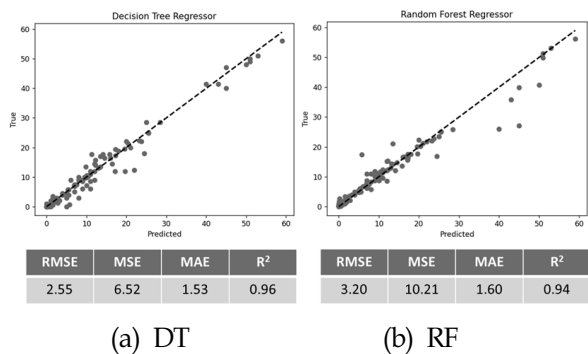 Decision Tree Regressor
60
50
40
30
20
10
0
True
0 10 20 30 40 50 60
Predicted
RMSE MSE MAE R²
2.55 6.52 1.53 0.96
(a) DT
Random Forest Regressor
60
50
40
30
20
10
0
True
0 10 20 30 40 50 60
Predicted
RMSE MSE MAE R²
3.20 10.21 1.60 0.94
(b) RF